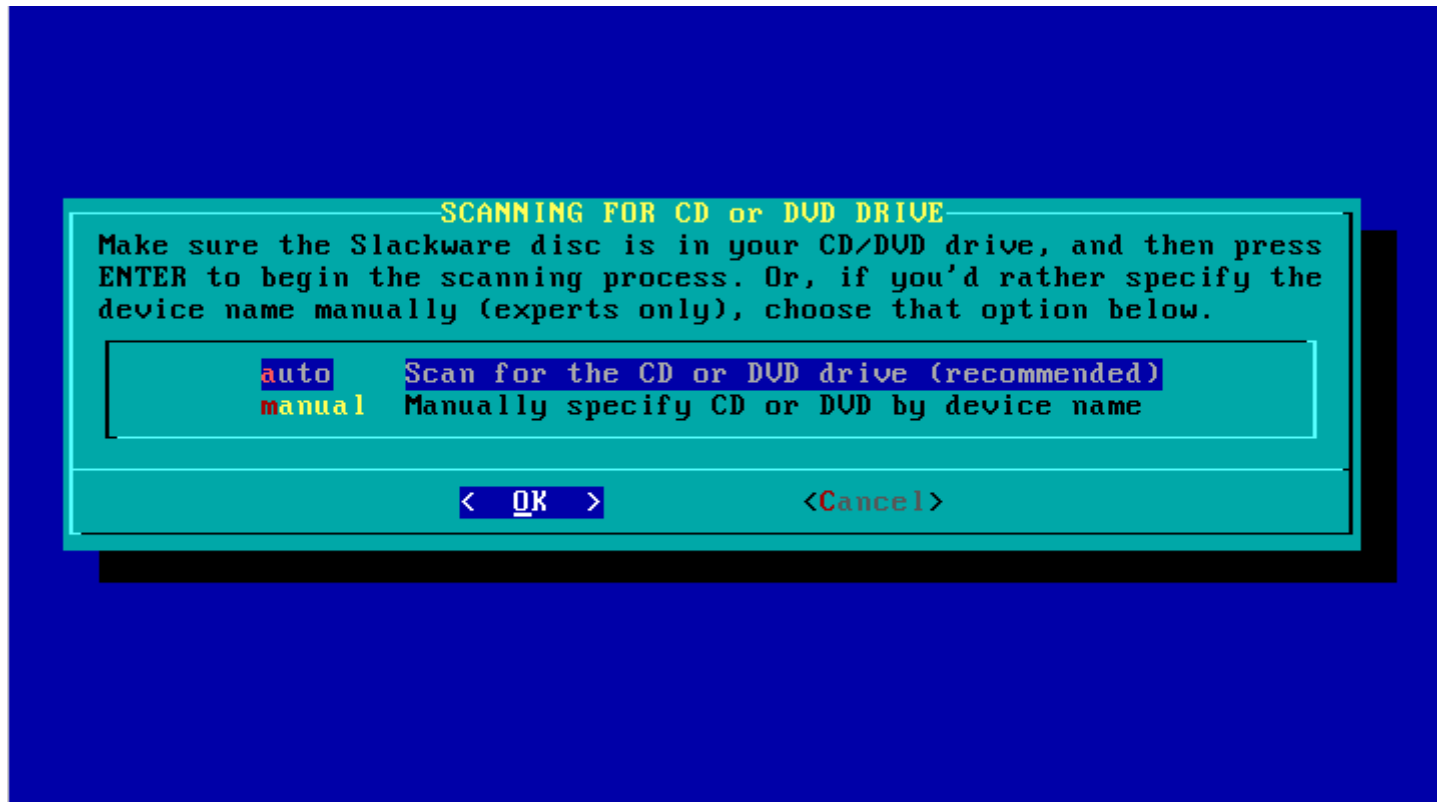 SCANNING FOR CD or DVD DRIVE
Make sure the Slackware disc is in your CD/DVD drive, and then press
ENTER to begin the scanning process. Or, if you'd rather specify the
device name manually (experts only), choose that option below.
auto Scan for the CD or DVD drive (recommended)
manual Manually specify CD or DVD by device name
< OK > <Cancel>